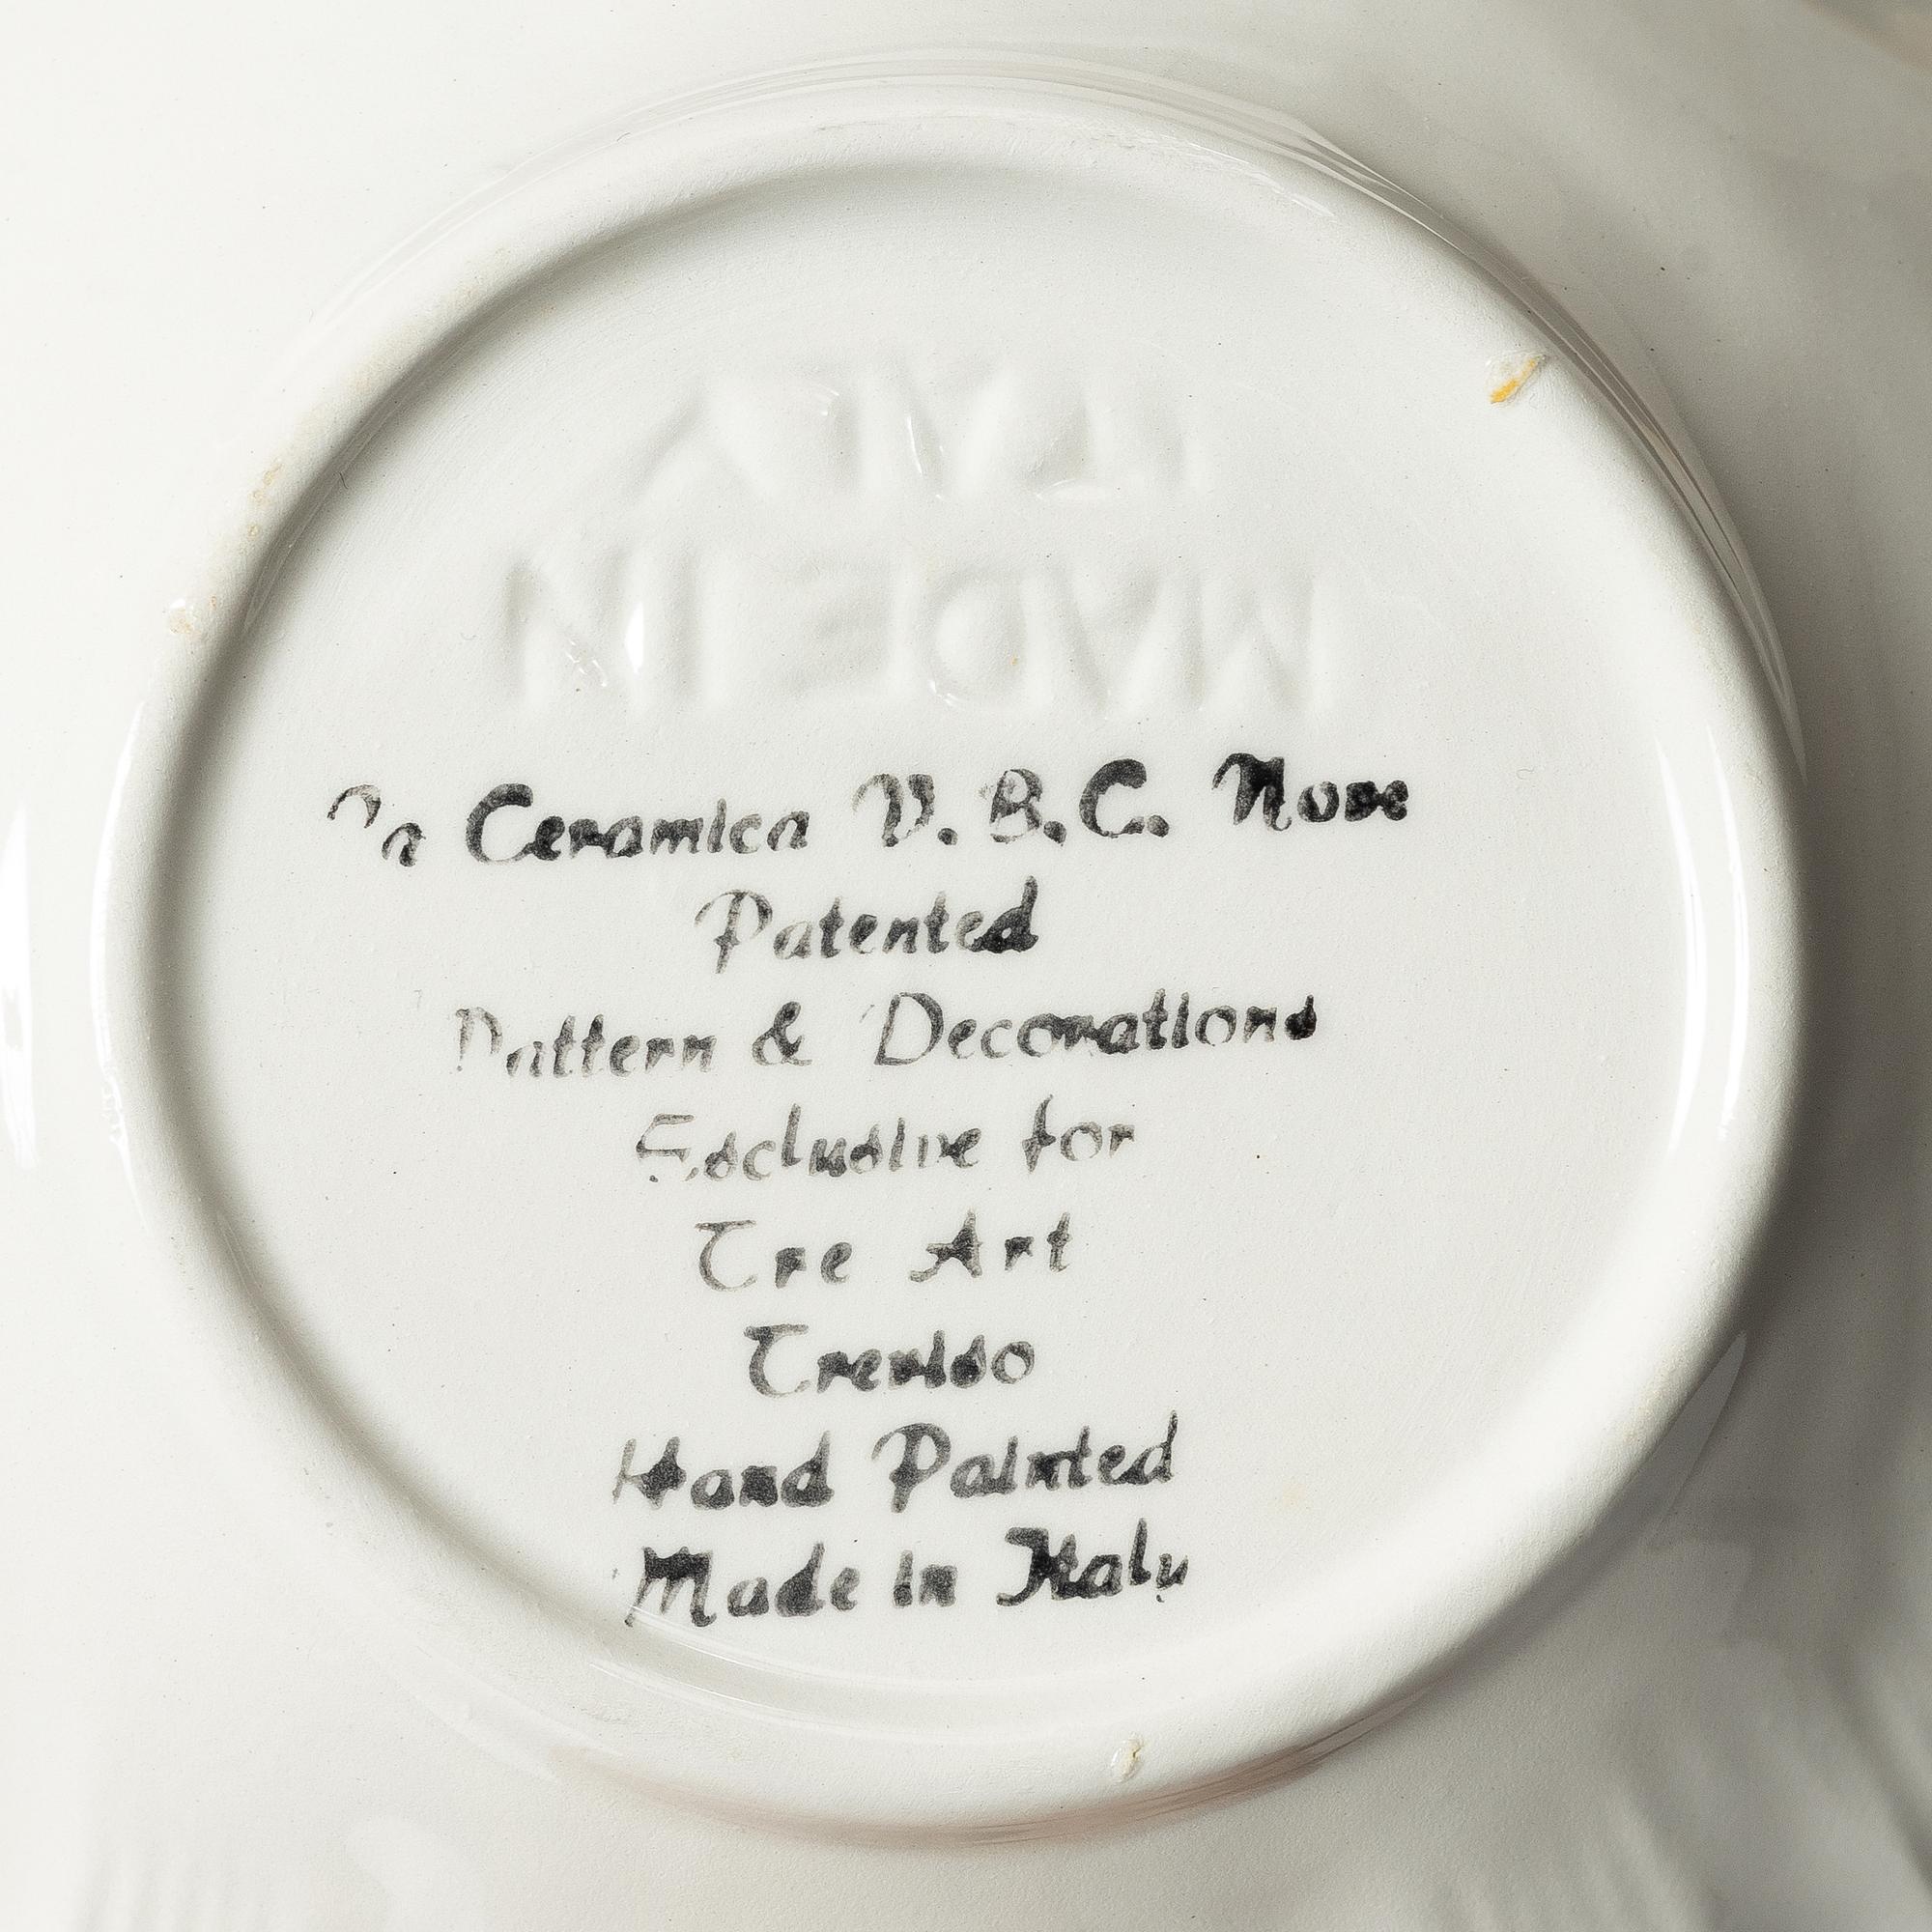 MADE IN
ITALY
La Ceramica V.B.C. Nove
Patented
Pattern & Decorations
Exclusive for
Tre Art
Treviso
Hand Painted
Made in Italy